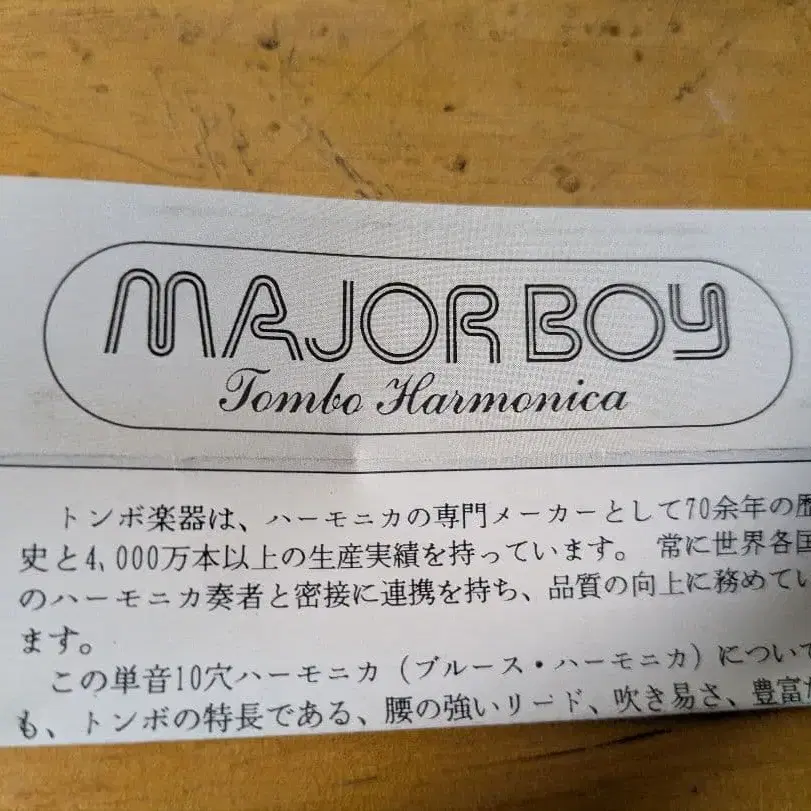 MAJOR BOY
Tombo Harmonica
トンボ楽器は、ハーモニカの専門メーカーとして70余年の歴
史と4,000万本以上の生産実績を持っています。常に世界各国
のハーモニカ奏者と密接に連携を持ち、品質の向上に務めてい
ます。
この単音10穴ハーモニカ（ブルース・ハーモニカ）について
も、トンボの特長である、腰の強いリード、吹き易さ、豊富な